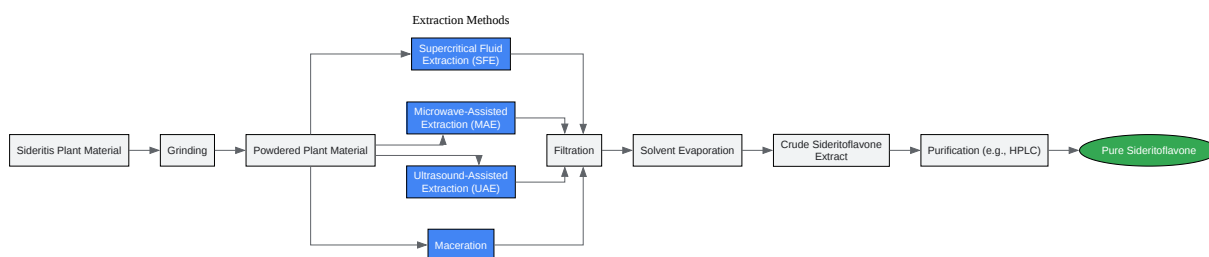 Extraction Methods
Supercritical Fluid
Extraction (SFE)
Microwave-Assisted
Extraction (MAE)
Sideritis Plant Material
Grinding
Powdered Plant Material
Filtration
Solvent Evaporation
Crude Sideritoflavone
Extract
Purification (e.g., HPLC)
Pure Sideritoflavone
Ultrasound-Assisted
Extraction (UAE)
Maceration